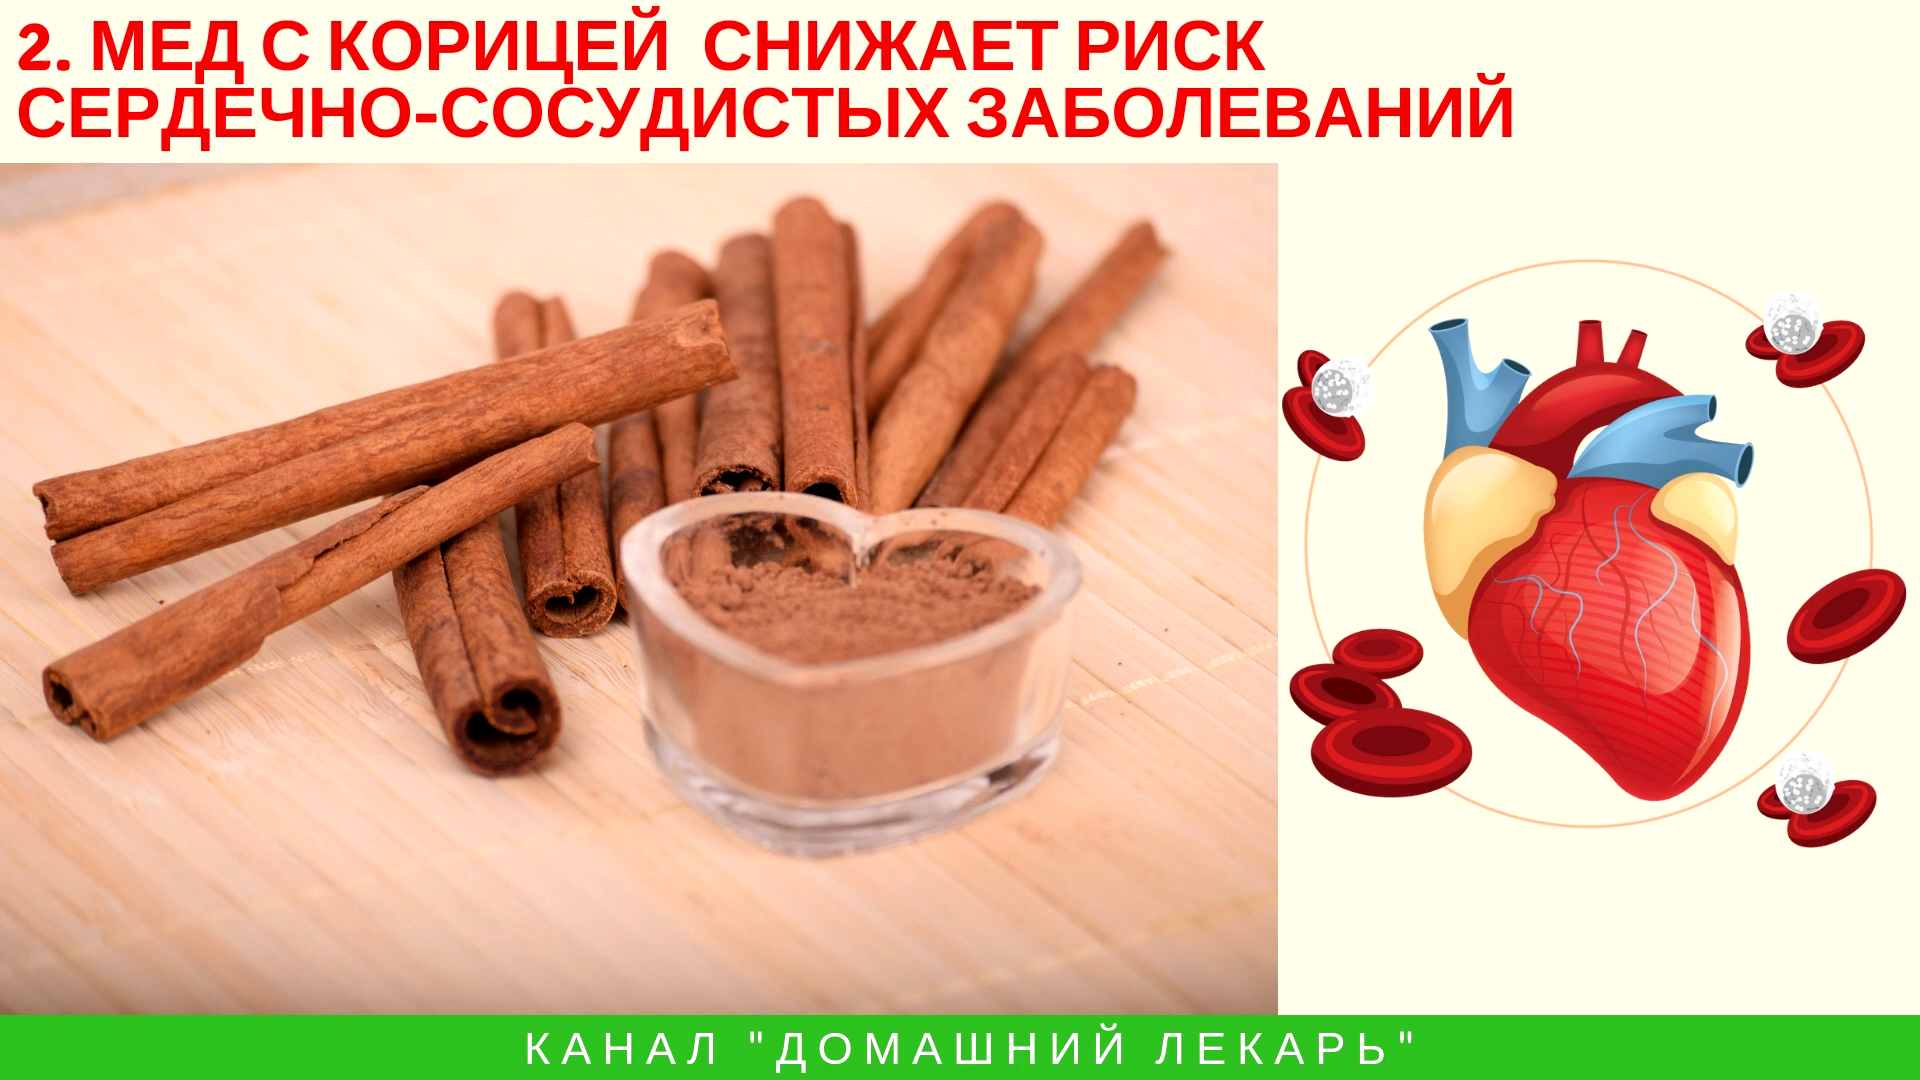 2. МЕД С КОРИЦЕЙ СНИЖАЕТ РИСК
СЕРДЕЧНО-СОСУДИСТЫХ ЗАБОЛЕВАНИЙ
КАНАЛ "ДОМАШНИЙ ЛЕКАРЬ"